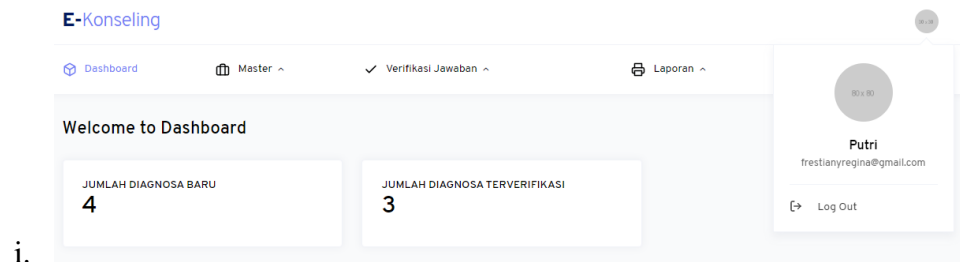 E-Konseling
Dashboard
Master
Verifikasi Jawaban
Laporan
Welcome to Dashboard
80 x 80
Putri
frestianyregina@gmail.com
Log Out
JUMLAH DIAGNOSA BARU
4
JUMLAH DIAGNOSA TERVERIFIKASI
3
i.